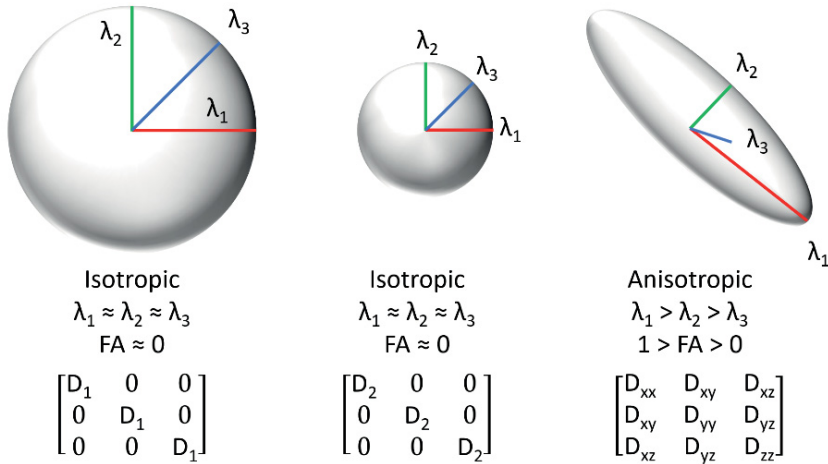 λ₂ λ₃ λ₁
λ₂ λ₃ λ₁
λ₂ λ₃ λ₁
Isotropic
λ₁ ≈ λ₂ ≈ λ₃
FA ≈ 0
D₁ 0 0
0 D₁ 0
0 0 D₁
Isotropic
λ₁ ≈ λ₂ ≈ λ₃
FA ≈ 0
D₂ 0 0
0 D₂ 0
0 0 D₂
Anisotropic
λ₁ > λ₂ > λ₃
1 > FA > 0
Dxx Dxy Dxz
Dxy Dyy Dyz
Dxz Dyz Dzz